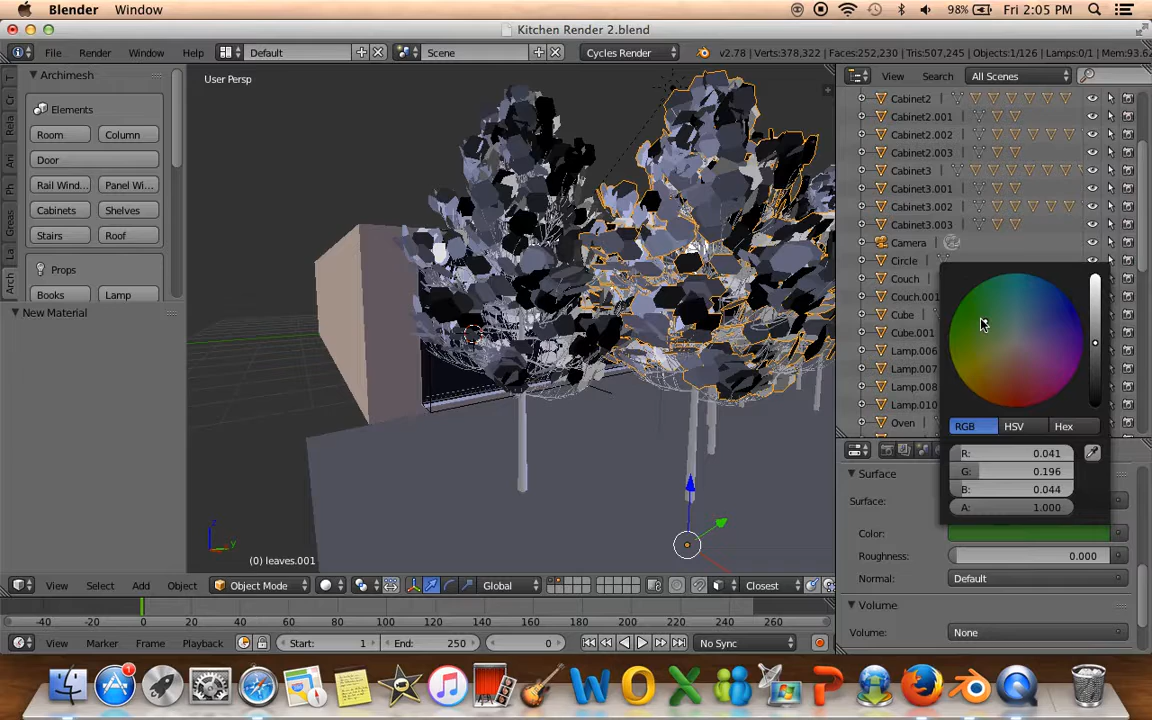 Blender Window 98% Fri 2:05 PM
Kitchen Render 2.blend
File Render Window Help Default Scene Cycles Render v2.78 | Verts:378,322 | Faces:252,230 | Tris:507,245 | Objects:1/126 | Lamps:0/1 | Mem:93.6
Archimesh
User Persp
View Search All Scenes
Elements
Room Column
Door
Rail Wind... Panel Wi...
Cabinets Shelves
Stairs Roof
Props
Books Lamp
New Material
T
Cr
Rela
Ani
Ph
Greas
La
Arch
Cabinet2
Cabinet2.001
Cabinet2.002
Cabinet2.003
Cabinet3
Cabinet3.001
Cabinet3.002
Cabinet3.003
Camera
Circle
Couch
Couch.001
Cube
Cube.001
Lamp.006
Lamp.007
Lamp.008
Lamp.010
Oven
RGB HSV Hex
R: 0.041
G: 0.196
B: 0.044
A: 1.000
Surface
Surface:
Color:
Roughness: 0.000
Normal: Default
Volume
Volume: None
z
y
(0) leaves.001
View Select Add Object Object Mode Global Closest
-40 -20 0 20 40 60 80 100 120 140 160 180 200 220 240 260
View Marker Frame Playback Start: 1 End: 250 0 No Sync